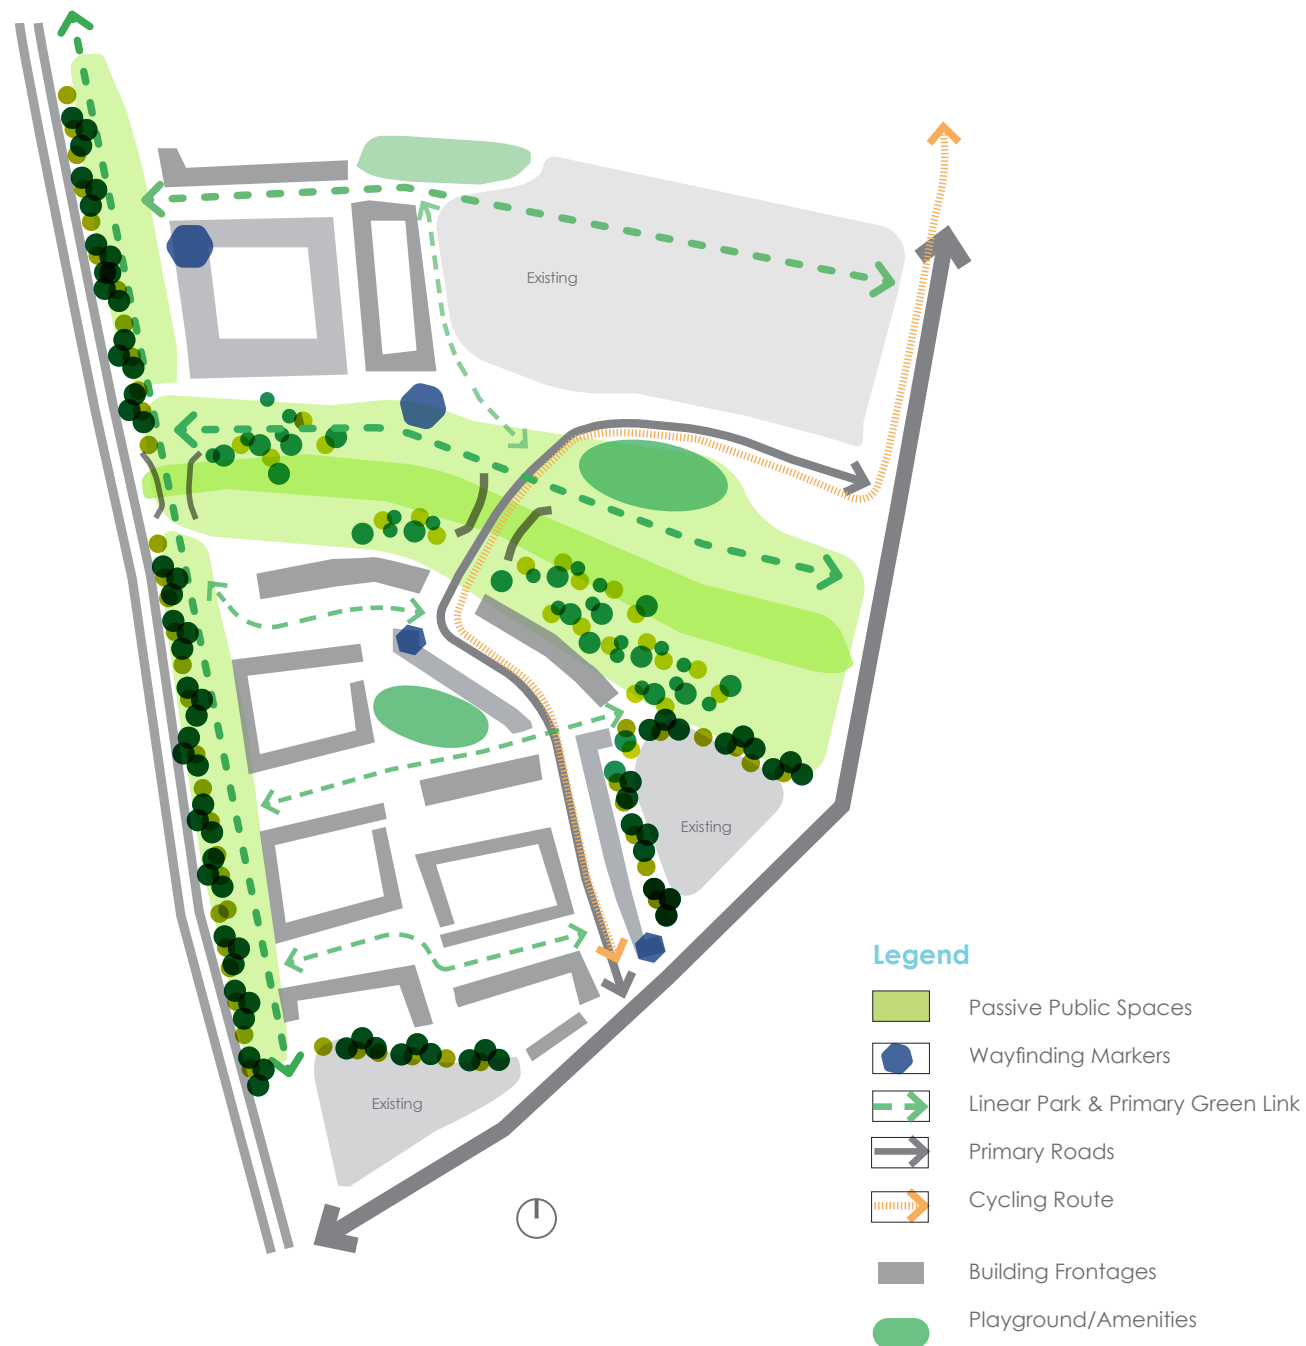 Existing
Existing
Existing
Legend
Passive Public Spaces
Wayfinding Markers
Linear Park & Primary Green Link
Primary Roads
Cycling Route
Building Frontages
Playground/Amenities